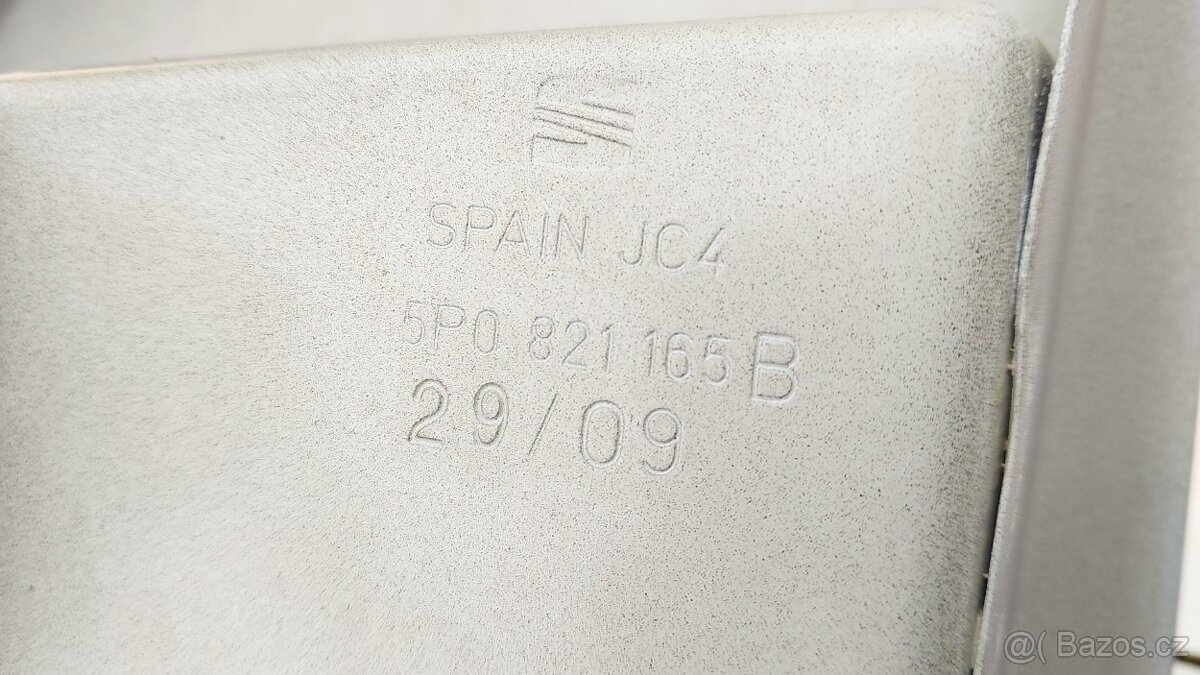 SPAIN JC4
5P0 821 165 B
29/09
@( Bazos.cz